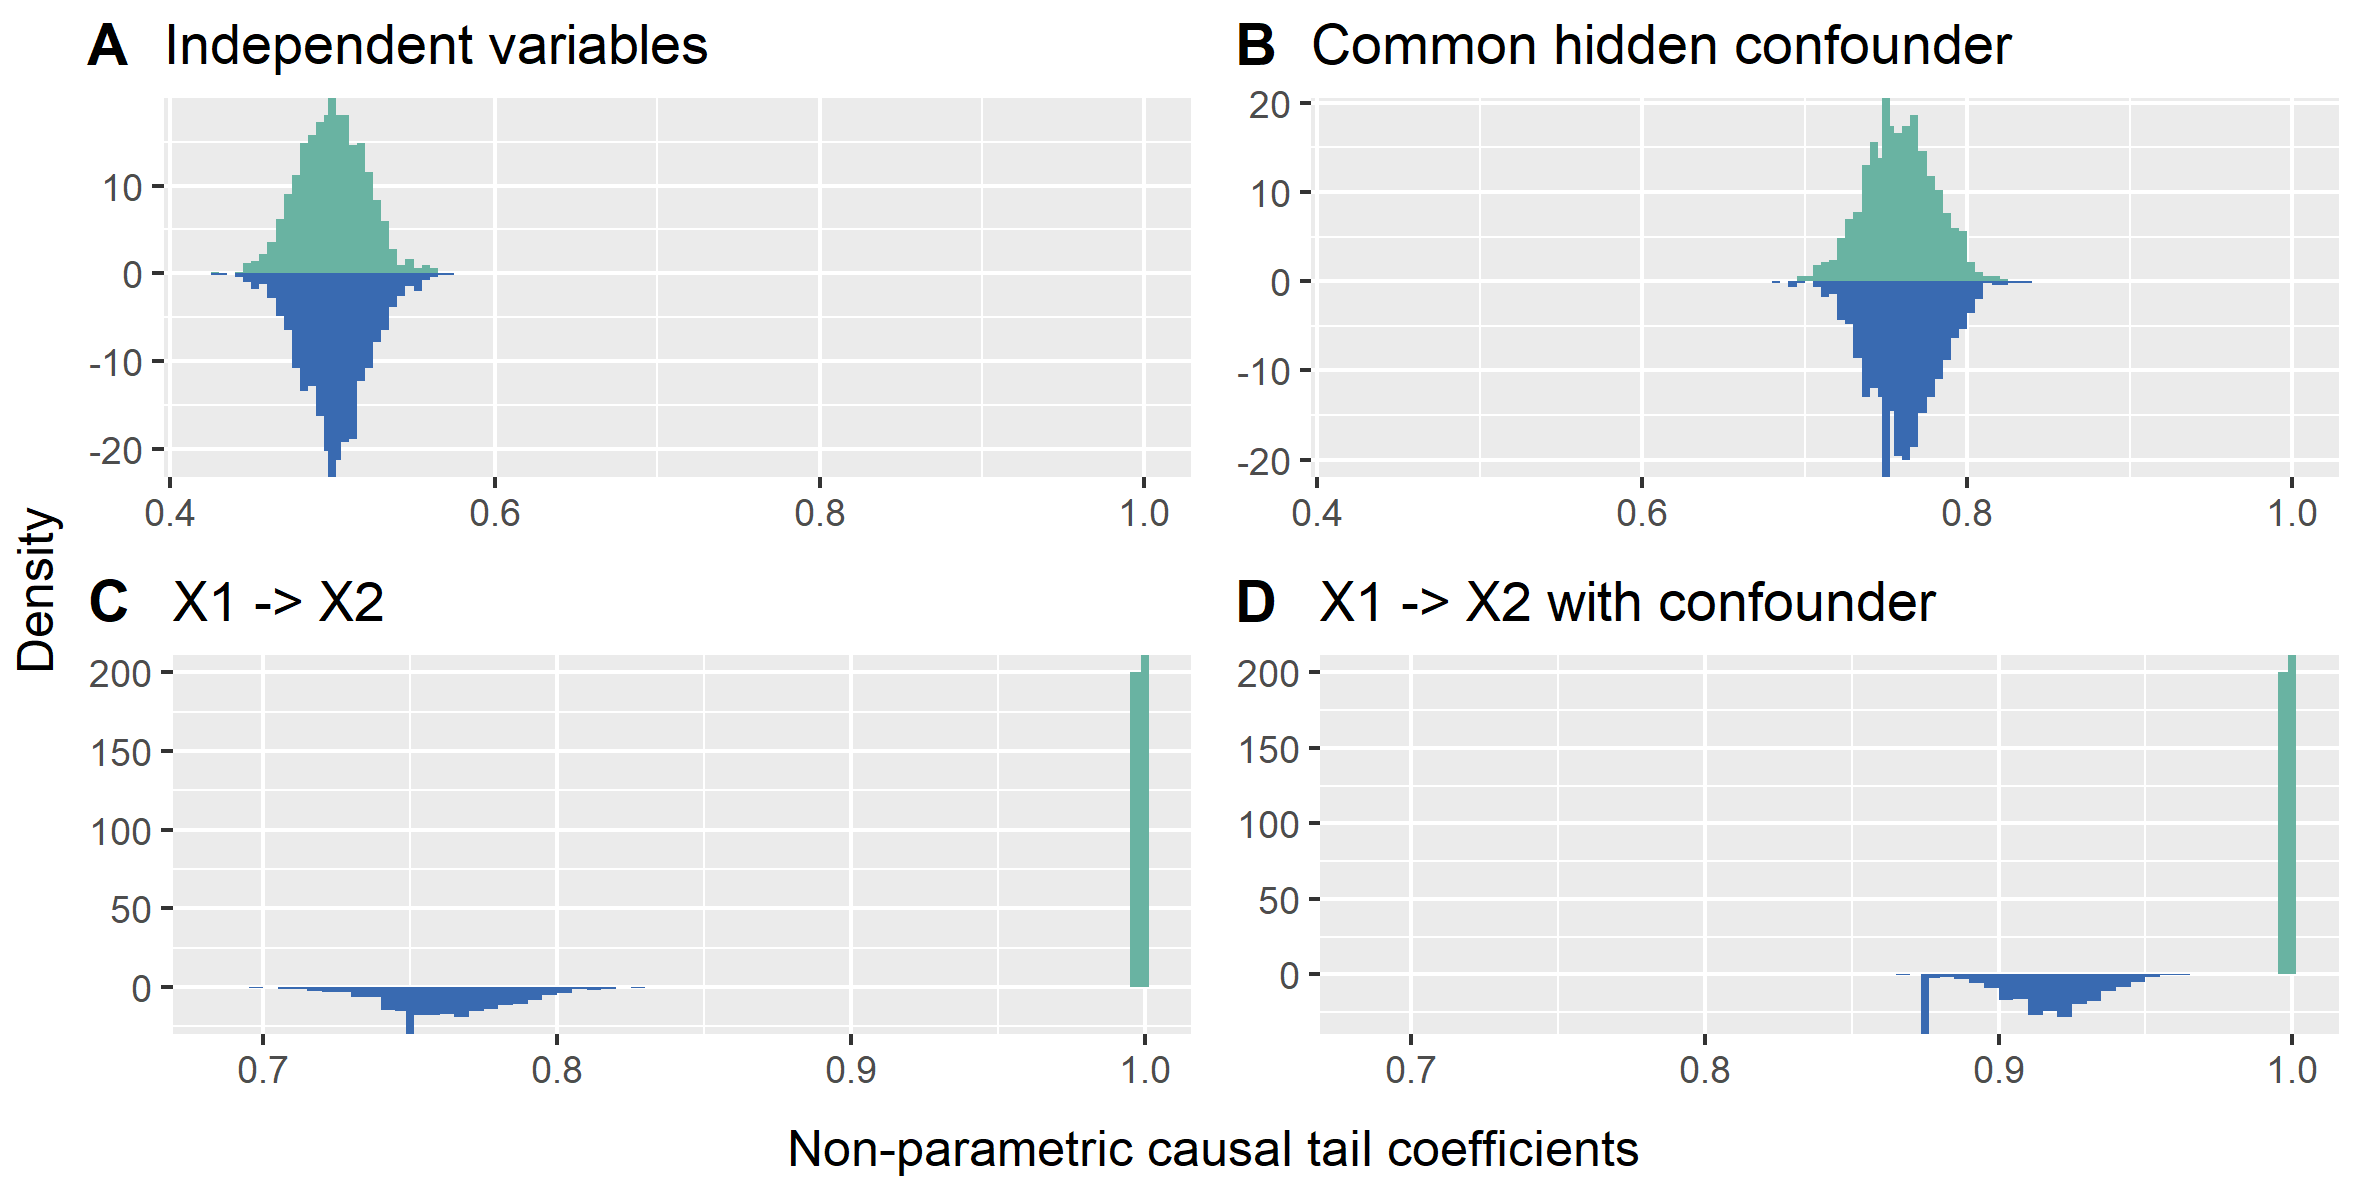 A Independent variables
10
0
-10
-20
0.4 0.6 0.8 1.0
B Common hidden confounder
20
10
0
-10
-20
0.4 0.6 0.8 1.0
Density
C X1 -> X2
200
150
100
50
0
0.7 0.8 0.9 1.0
D X1 -> X2 with confounder
200
150
100
50
0
0.7 0.8 0.9 1.0
Non-parametric causal tail coefficients